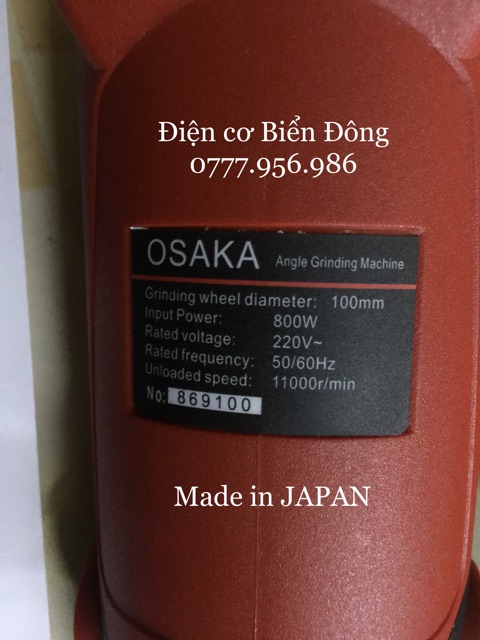 Điện cơ Biển Đông
0777.956.986
OSAKA Angle Grinding Machine
Grinding wheel diameter: 100mm
Input Power: 800W
Rated voltage: 220V~
Rated frequency: 50/60Hz
Unloaded speed: 11000r/min
No: 869100
Made in JAPAN